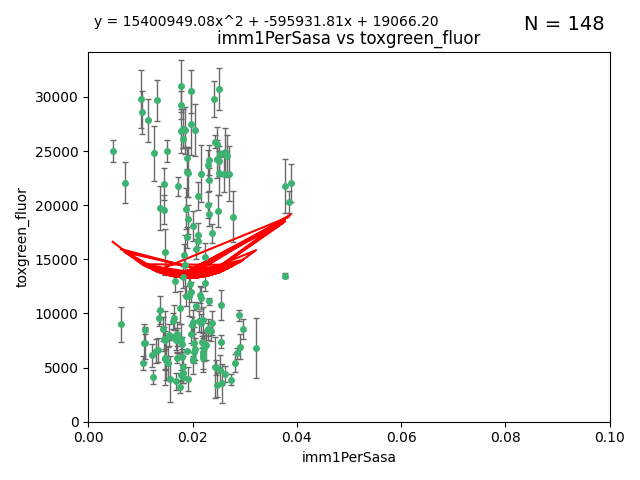 y = 15400949.08x^2 + -595931.81x + 19066.20
N = 148
imm1PerSasa vs toxgreen_fluor
30000
25000
20000
15000
10000
5000
0
toxgreen_fluor
0.00 0.02 0.04 0.06 0.08 0.10
imm1PerSasa